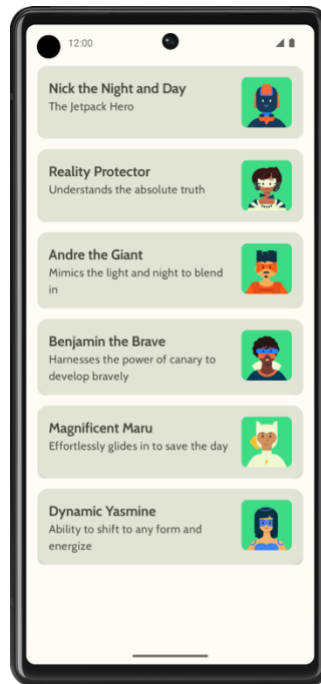 12:00
Nick the Night and Day
The Jetpack Hero
Reality Protector
Understands the absolute truth
Andre the Giant
Mimics the light and night to blend
in
Benjamin the Brave
Harnesses the power of canary to
develop bravely
Magnificent Maru
Effortlessly glides in to save the day
Dynamic Yasmine
Ability to shift to any form and
energize